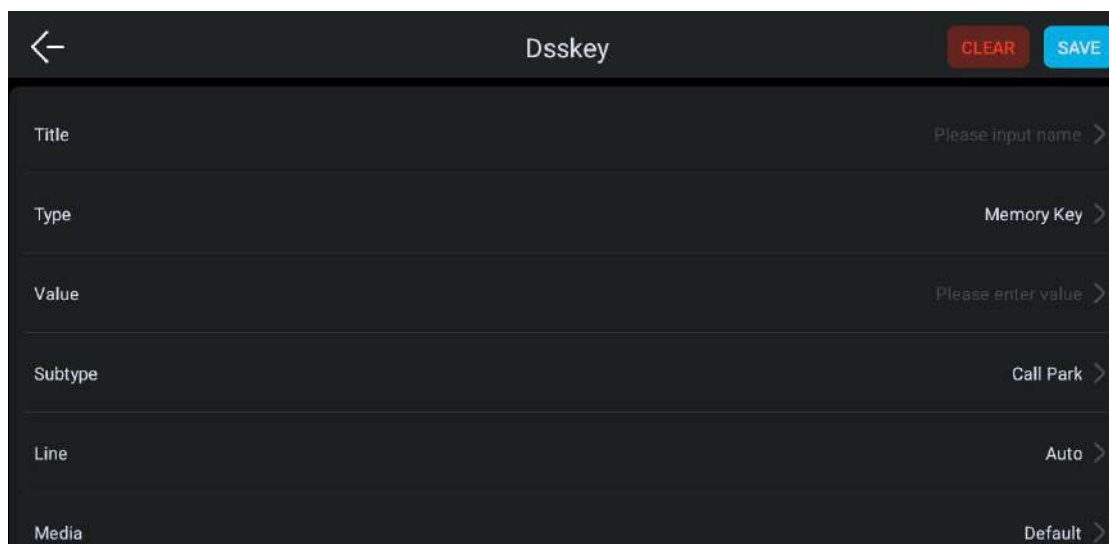 Dsskey
CLEAR
SAVE
Title
Please input name
Type
Memory Key
Value
Please enter value
Subtype
Call Park
Line
Auto
Media
Default